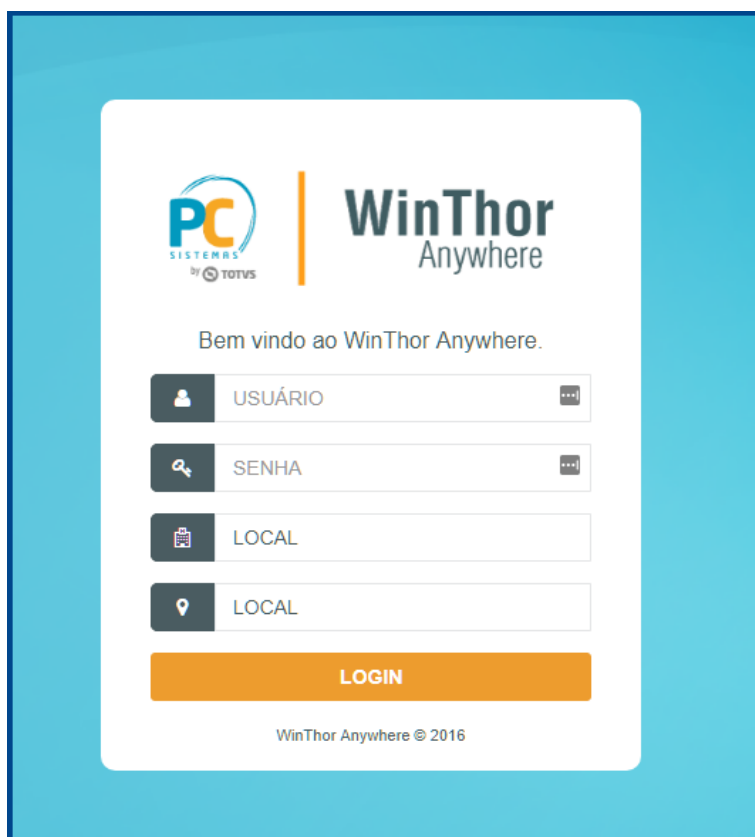 PC
SISTEMAS
by TOTVS
WinThor
Anywhere
Bem vindo ao WinThor Anywhere.
USUÁRIO
SENHA
LOCAL
LOCAL
LOGIN
WinThor Anywhere © 2016